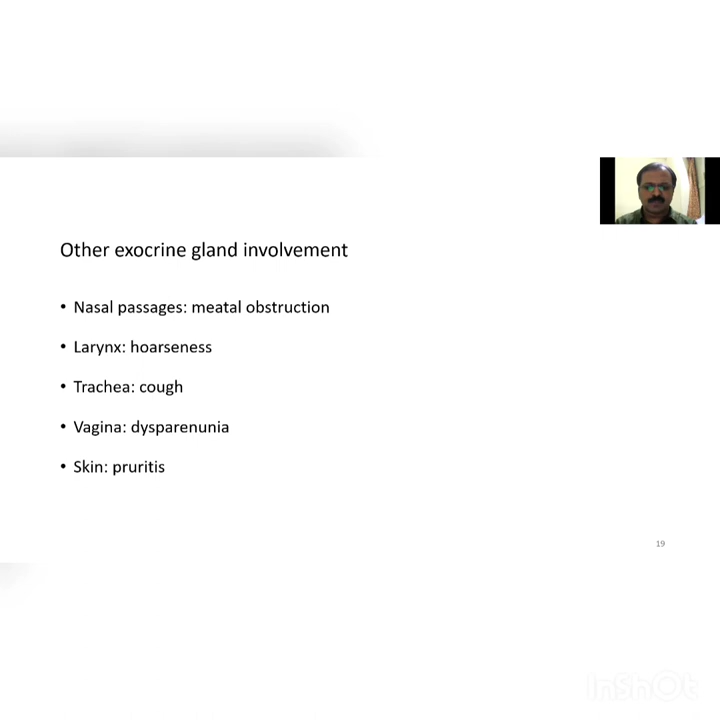 Other exocrine gland involvement
• Nasal passages: meatal obstruction
• Larynx: hoarseness
• Trachea: cough
• Vagina: dysparenunia
• Skin: pruritis
19
InShOt